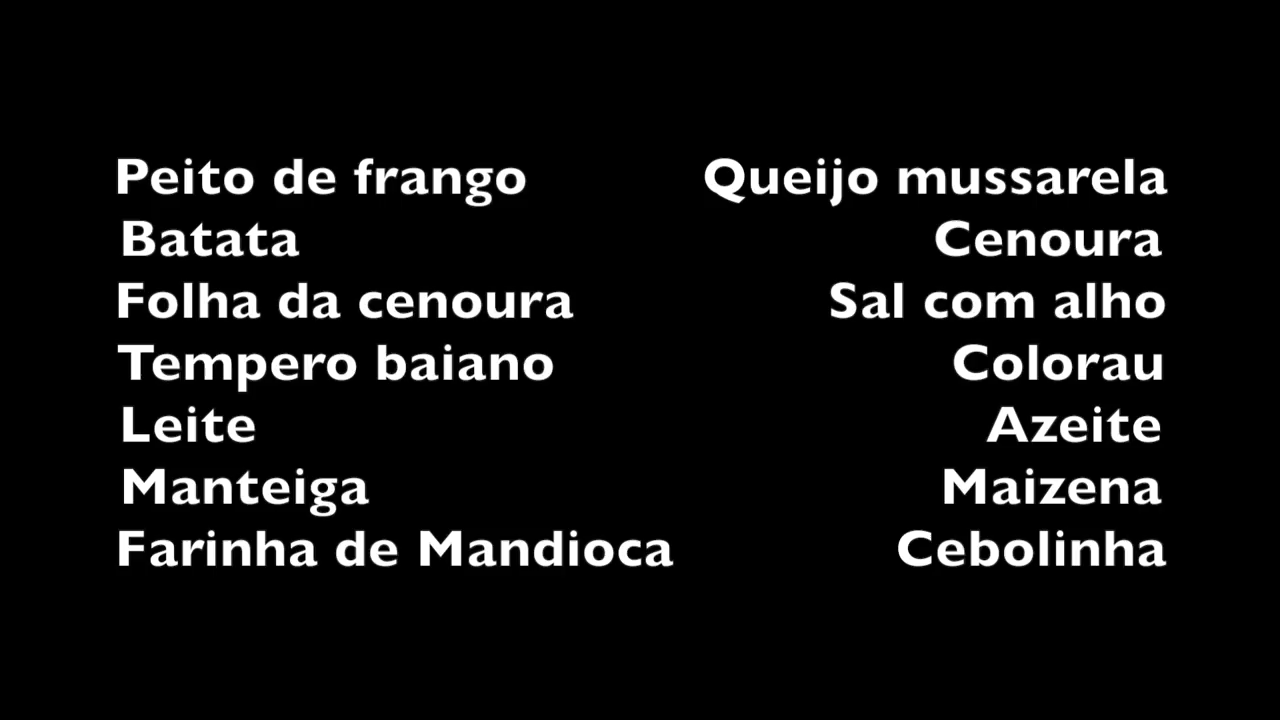 Peito de frango Queijo mussarela
Batata Cenoura
Folha da cenoura Sal com alho
Tempero baiano Colorau
Leite Azeite
Manteiga Maizena
Farinha de Mandioca Cebolinha